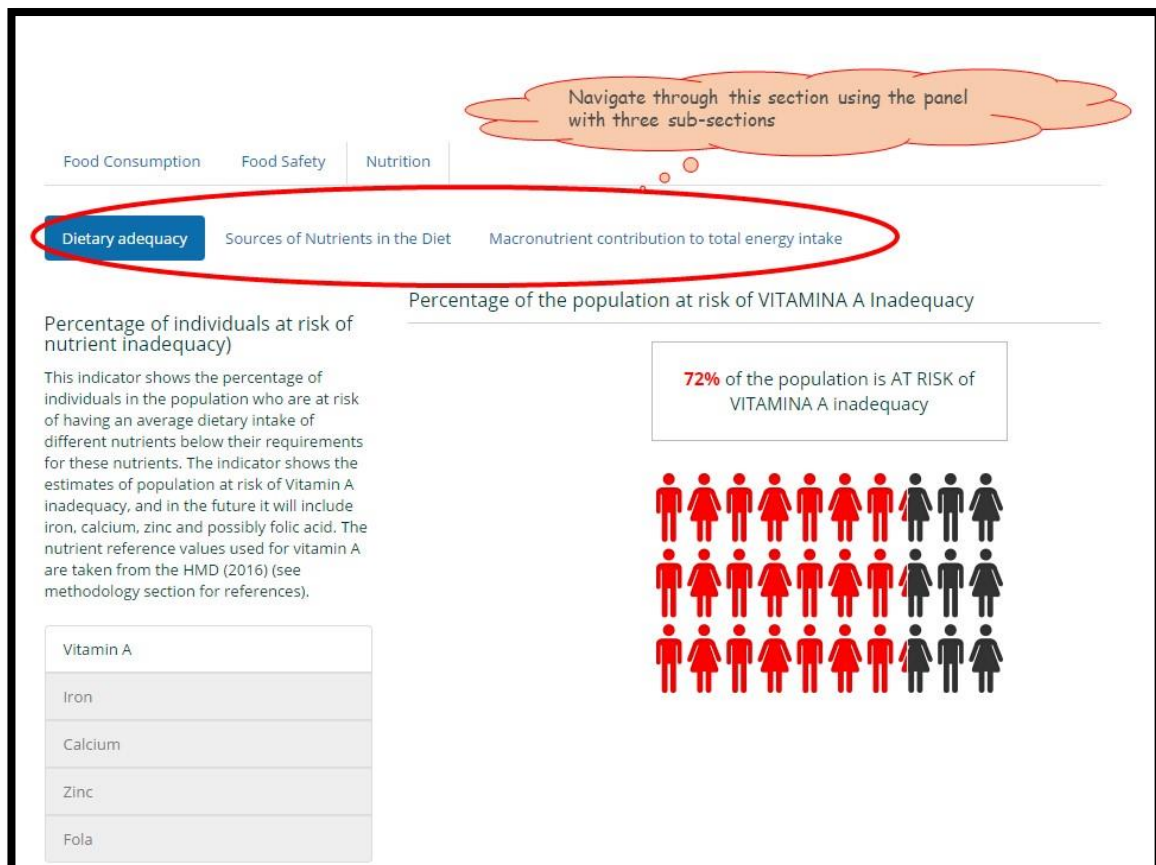 Navigate through this section using the panel
with three sub-sections
Food Consumption Food Safety Nutrition
Dietary adequacy Sources of Nutrients in the Diet Macronutrient contribution to total energy intake
Percentage of the population at risk of VITAMINA A Inadequacy
Percentage of individuals at risk of
nutrient inadequacy)
This indicator shows the percentage of
individuals in the population who are at risk
of having an average dietary intake of
different nutrients below their requirements
for these nutrients. The indicator shows the
estimates of population at risk of Vitamin A
inadequacy, and in the future it will include
iron, calcium, zinc and possibly folic acid. The
nutrient reference values used for vitamin A
are taken from the HMD (2016) (see
methodology section for references).
72% of the population is AT RISK of
VITAMINA A inadequacy
Vitamin A
Iron
Calcium
Zinc
Fola